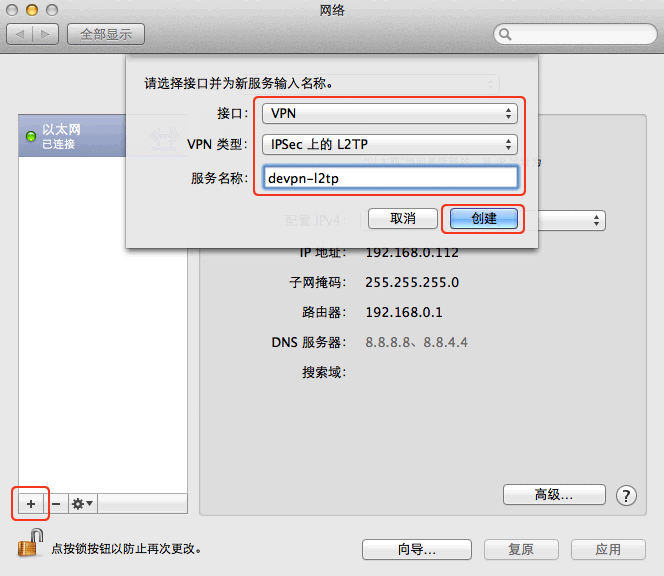 网络
全部显示
请选择接口并为新服务输入名称。
接口： VPN
VPN 类型： IPSec 上的 L2TP
服务名称： devpn-l2tp
取消 创建
以太网
已连接
配置 IPv4：
IP 地址： 192.168.0.112
子网掩码： 255.255.255.0
路由器： 192.168.0.1
DNS 服务器： 8.8.8.8、8.8.4.4
搜索域：
高级... ?
+ −
点按锁按钮以防止再次更改。
向导... 复原 应用